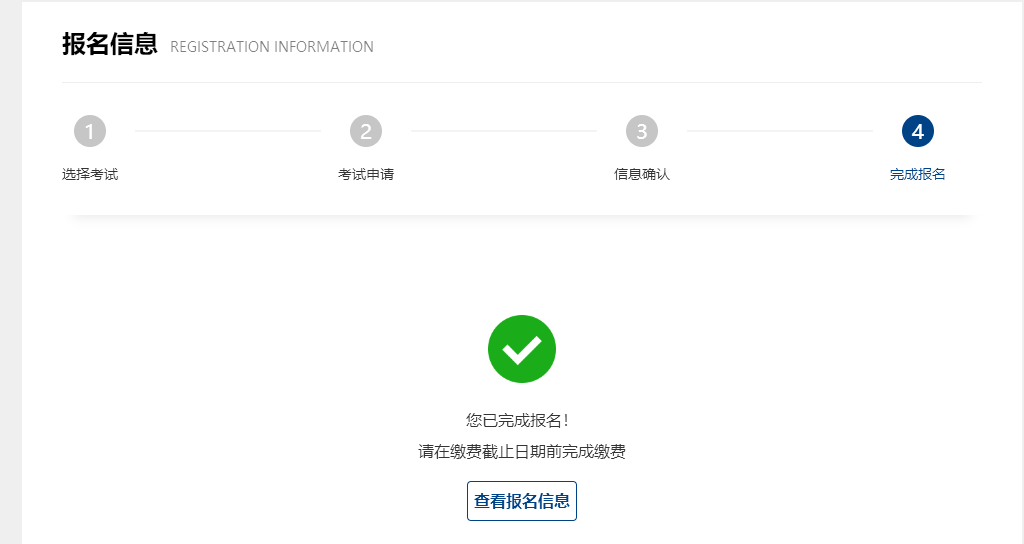 报名信息 REGISTRATION INFORMATION
1 2 3 4
选择考试 考试申请 信息确认 完成报名
您已完成报名！
请在缴费截止日期前完成缴费
查看报名信息